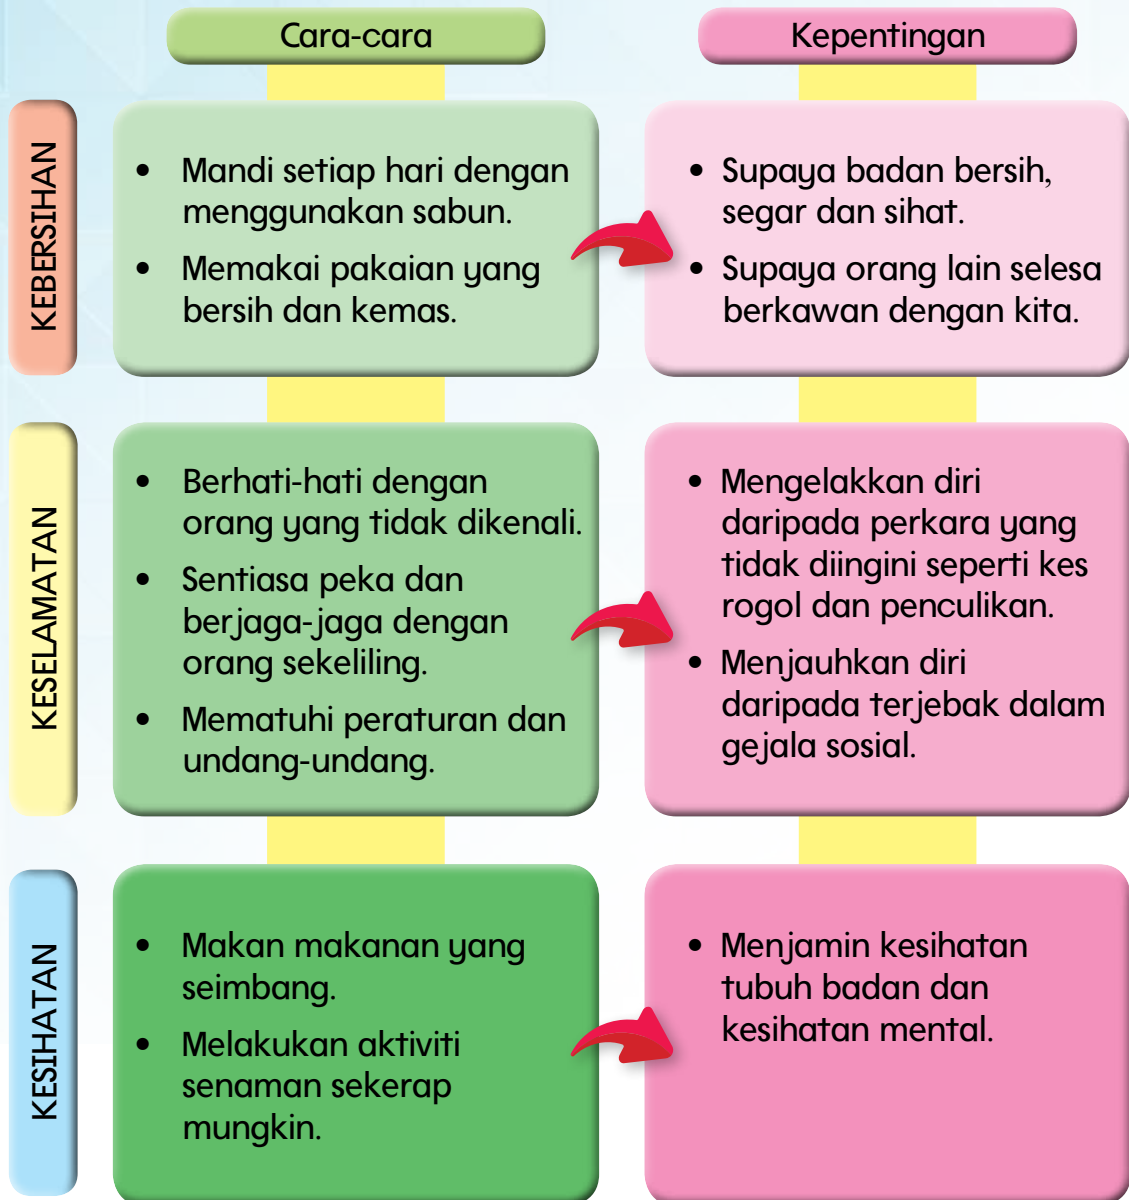 Cara-cara
Kepentingan
KEBERSIHAN
• Mandi setiap hari dengan
menggunakan sabun.
• Memakai pakaian yang
bersih dan kemas.
• Supaya badan bersih,
segar dan sihat.
• Supaya orang lain selesa
berkawan dengan kita.
KESELAMATAN
• Berhati-hati dengan
orang yang tidak dikenali.
• Sentiasa peka dan
berjaga-jaga dengan
orang sekeliling.
• Mematuhi peraturan dan
undang-undang.
• Mengelakkan diri
daripada perkara yang
tidak diingini seperti kes
rogol dan penculikan.
• Menjauhkan diri
daripada terjebak dalam
gejala sosial.
KESIHATAN
• Makan makanan yang
seimbang.
• Melakukan aktiviti
senaman sekerap
mungkin.
• Menjamin kesihatan
tubuh badan dan
kesihatan mental.